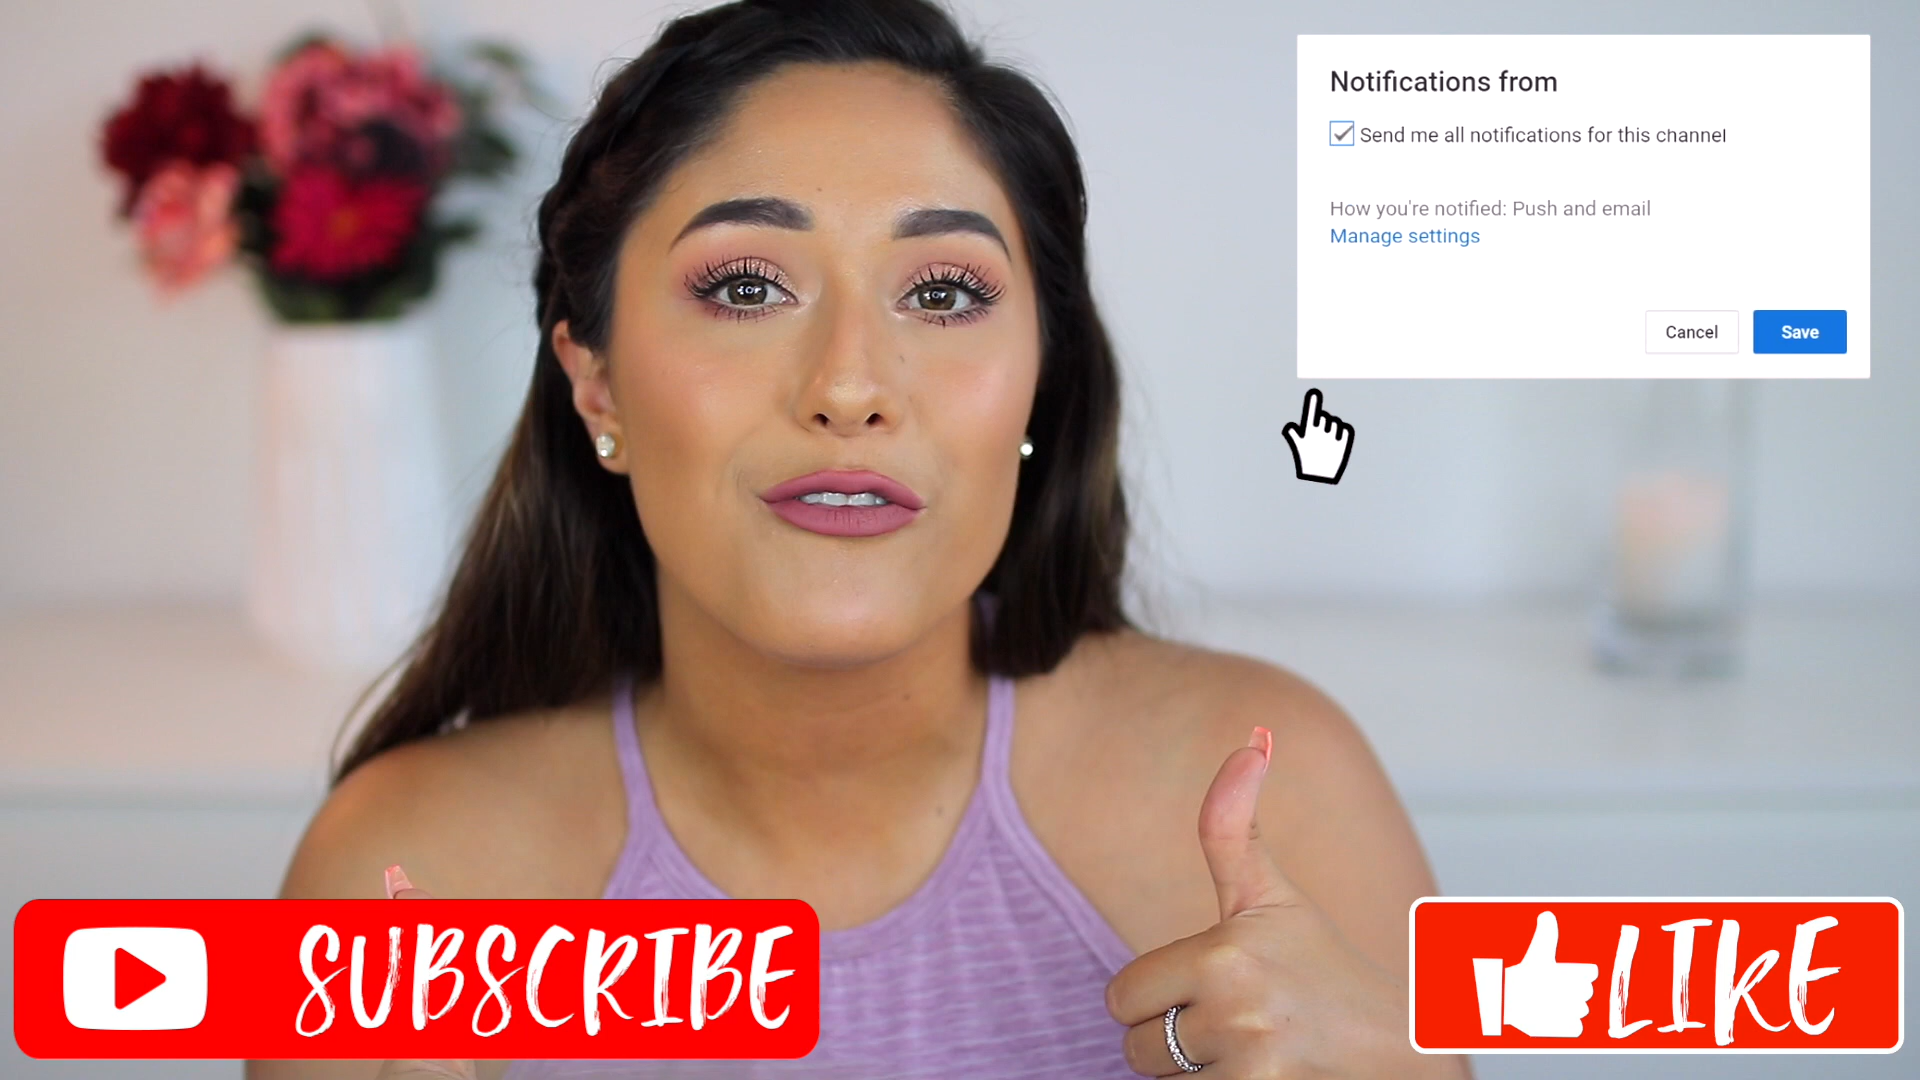 Notifications from
Send me all notifications for this channel
How you're notified: Push and email
Manage settings
Cancel
Save
SUBSCRIBE
LIKE